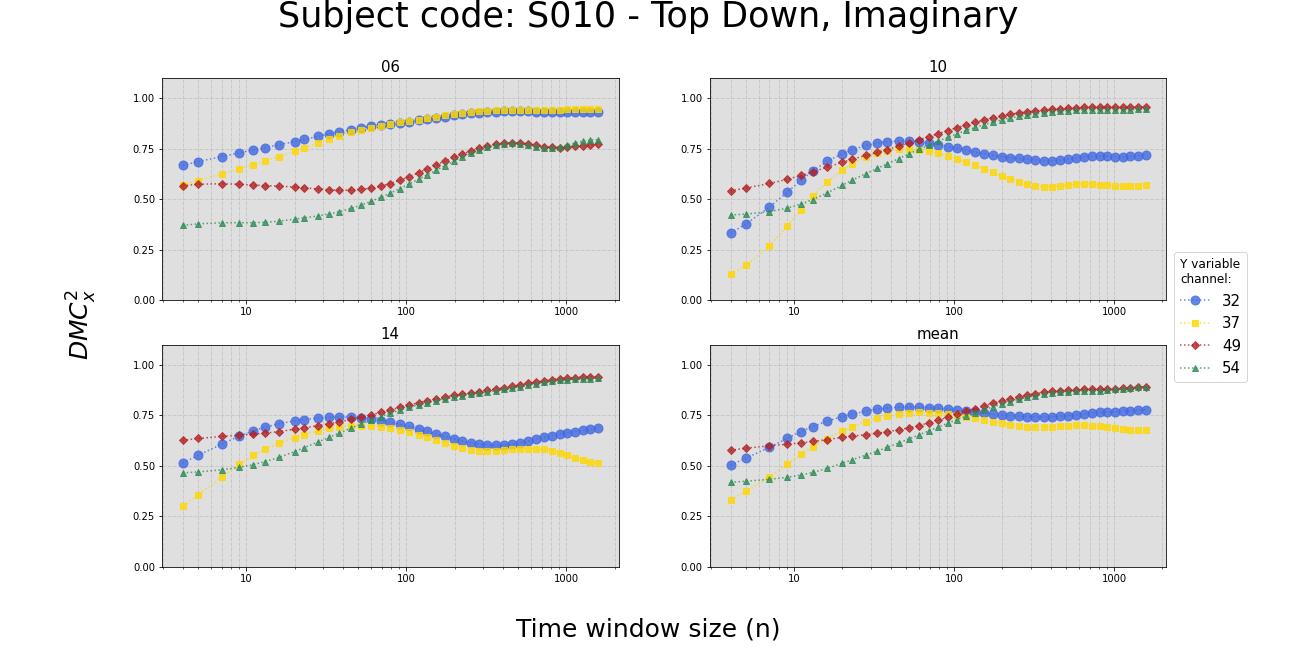 Subject code: S010 - Top Down, Imaginary
06
1.00
0.75
0.50
0.25
0.00
10 100 1000
10
1.00
0.75
0.50
0.25
0.00
10 100 1000
14
1.00
0.75
0.50
0.25
0.00
10 100 1000
mean
1.00
0.75
0.50
0.25
0.00
10 100 1000
Y variable
channel:
32
37
49
54
DMC²ₓ
Time window size (n)